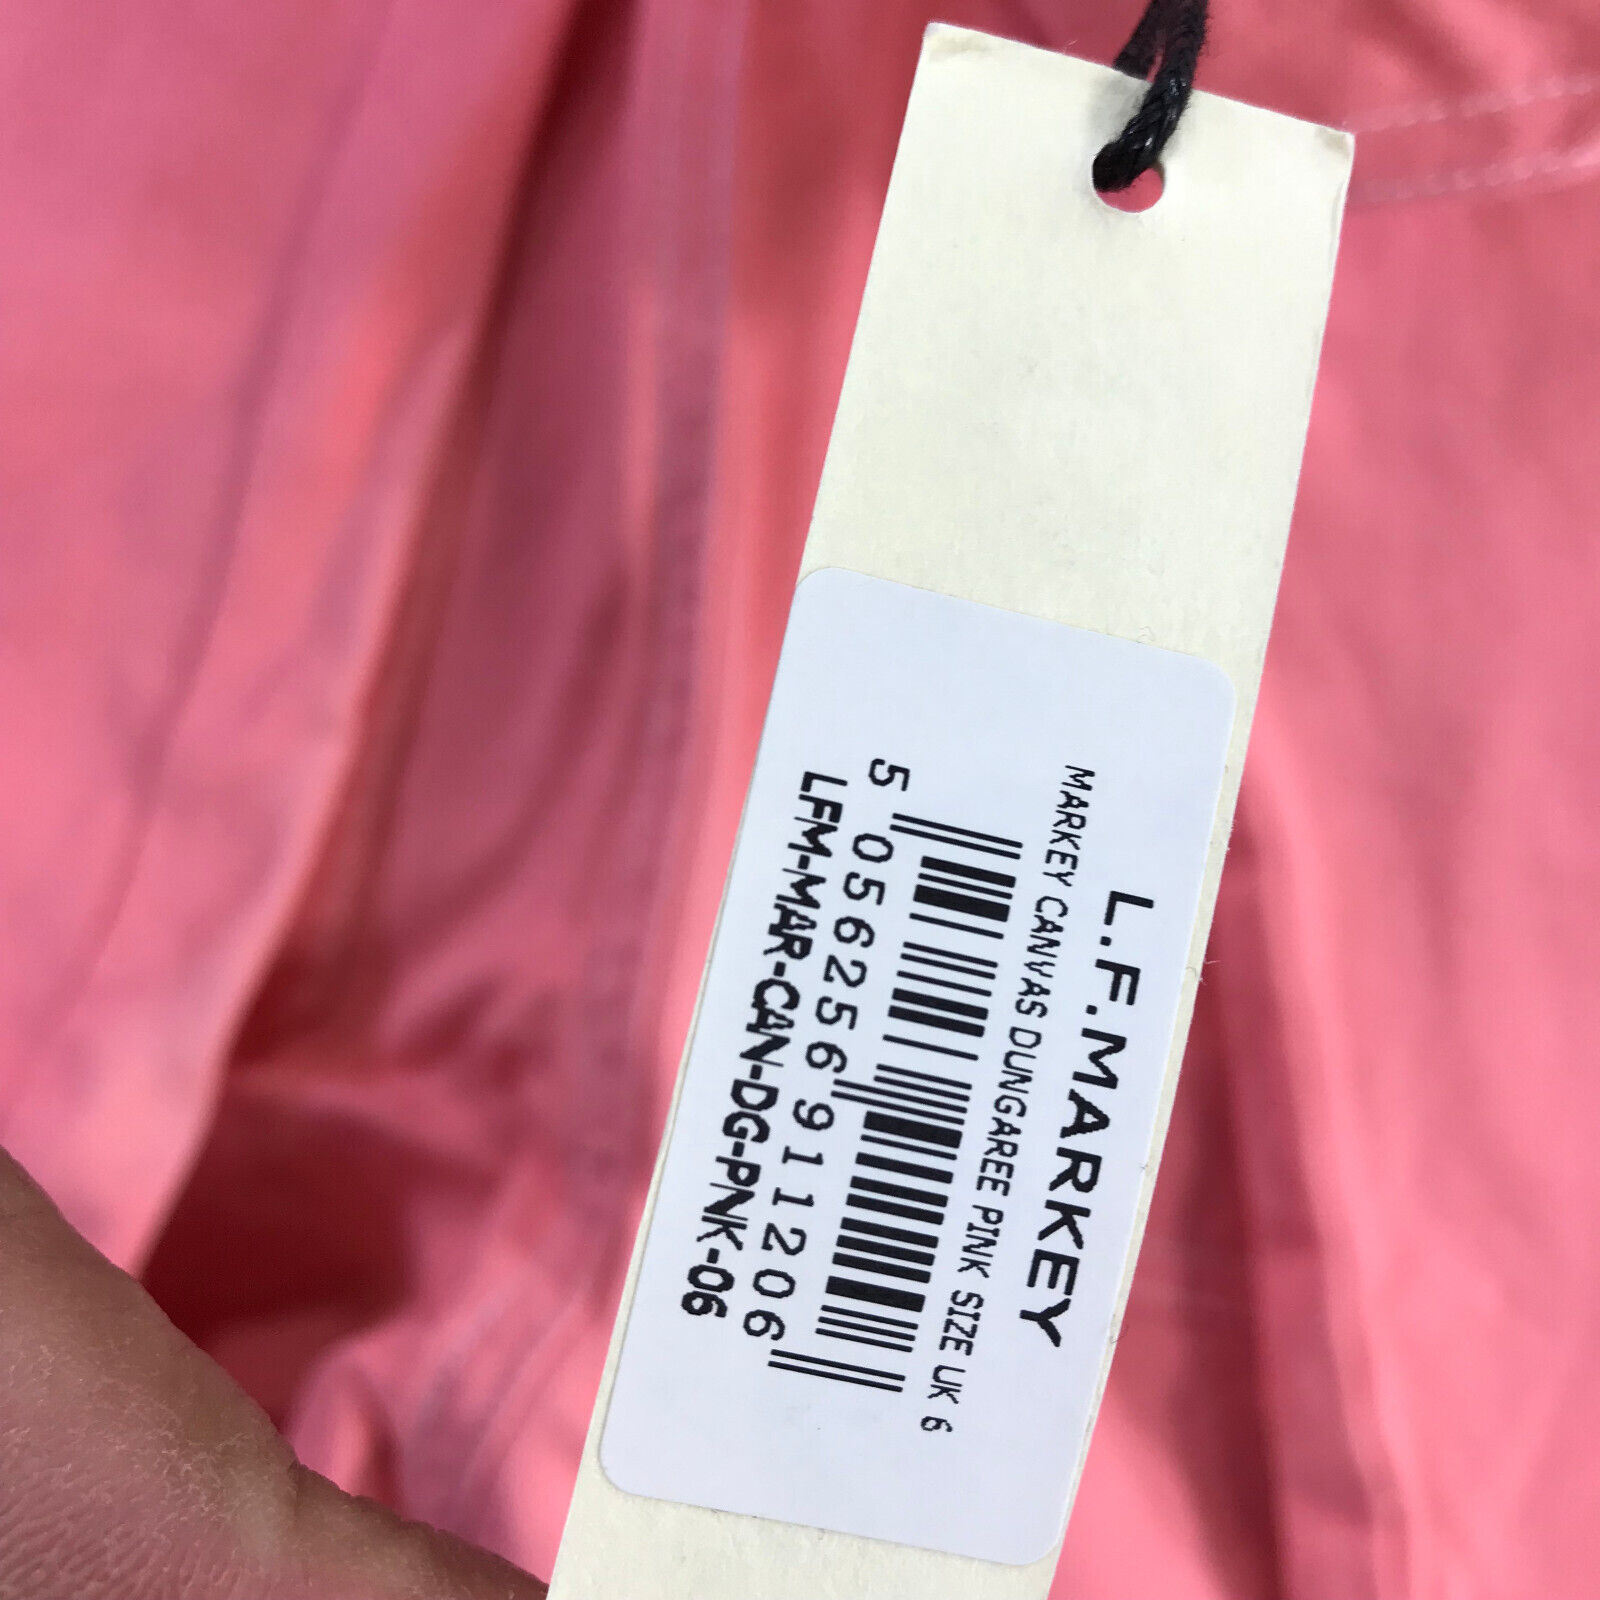 L.F.MARKEY
MARKEY CANVAS DUNGAREE PINK SIZE UK 6
5 056256 911206
LFM-MAR-CAN-DG-PNK-06